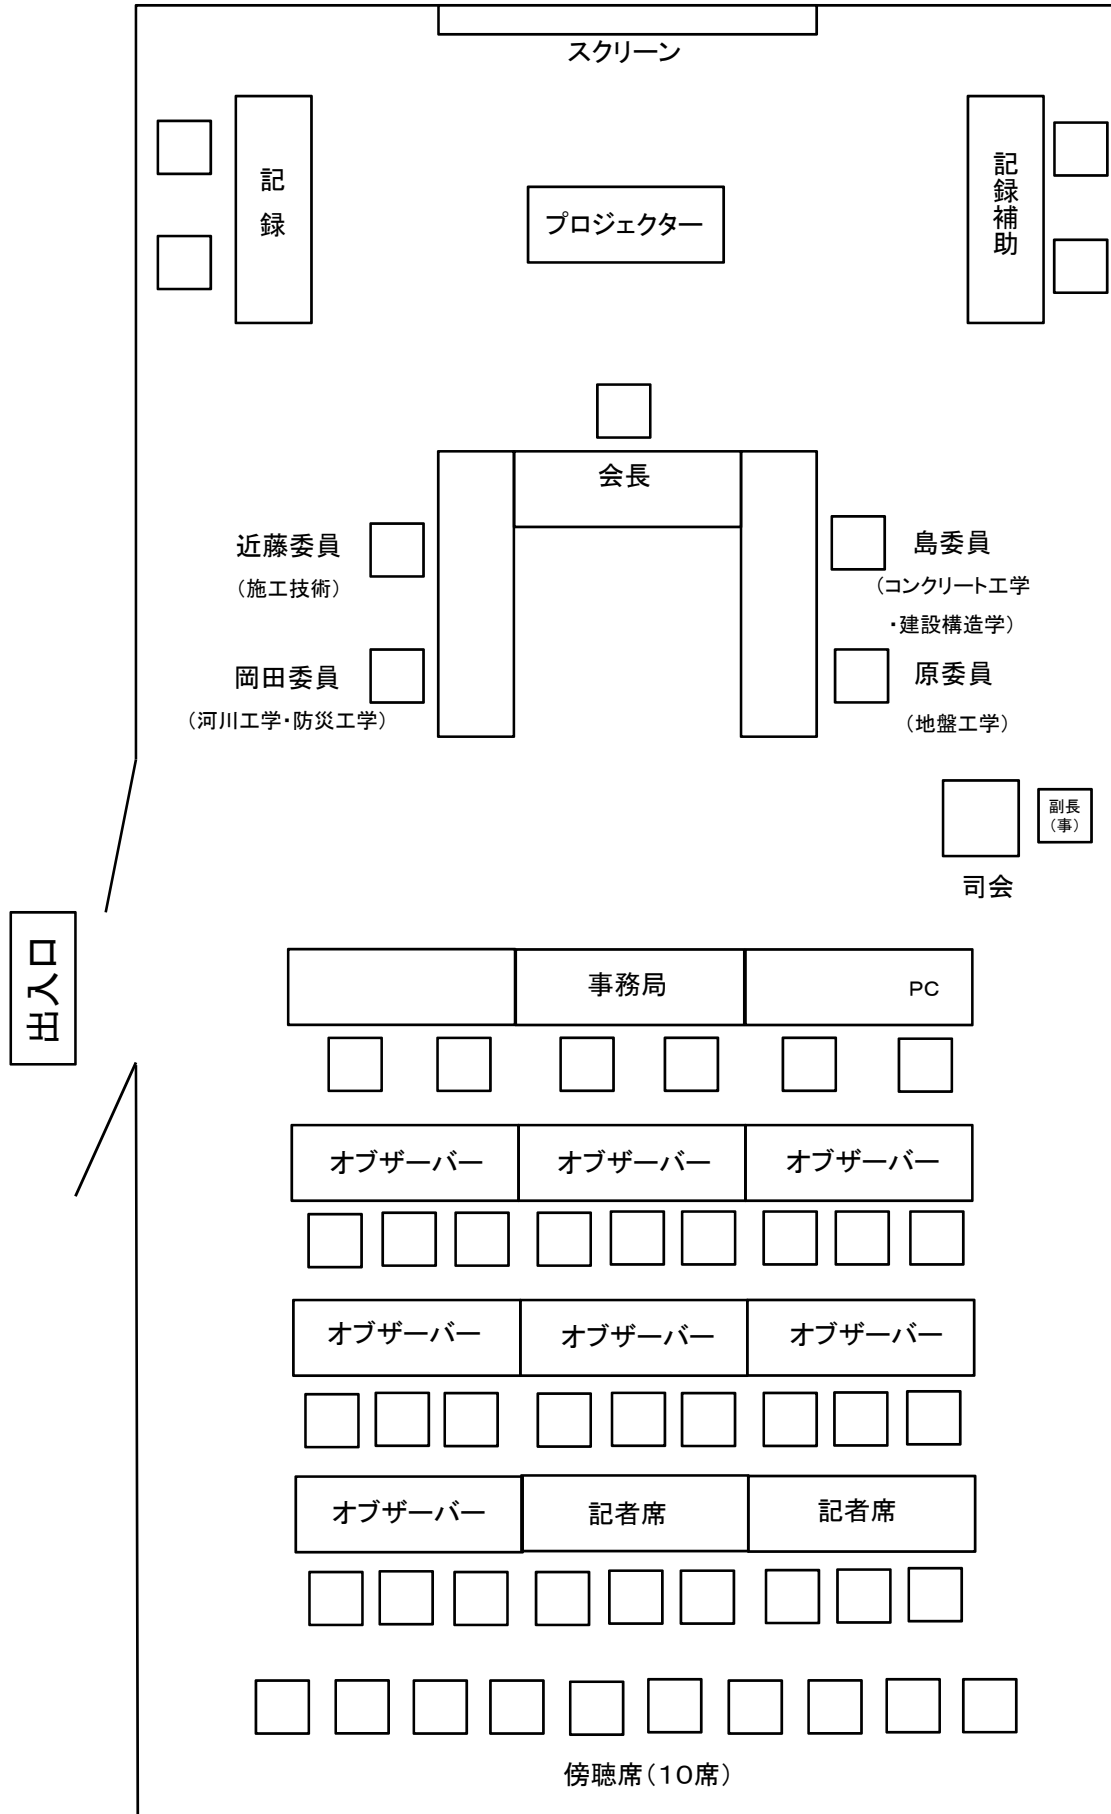 スクリーン
記録
記録補助
プロジェクター
会長
近藤委員
（施工技術）
島委員
（コンクリート工学
・建設構造学）
岡田委員
（河川工学・防災工学）
原委員
（地盤工学）
副長
（事）
司会
出入口
事務局
PC
オブザーバー
オブザーバー
オブザーバー
オブザーバー
オブザーバー
オブザーバー
オブザーバー
記者席
記者席
傍聴席（10席）